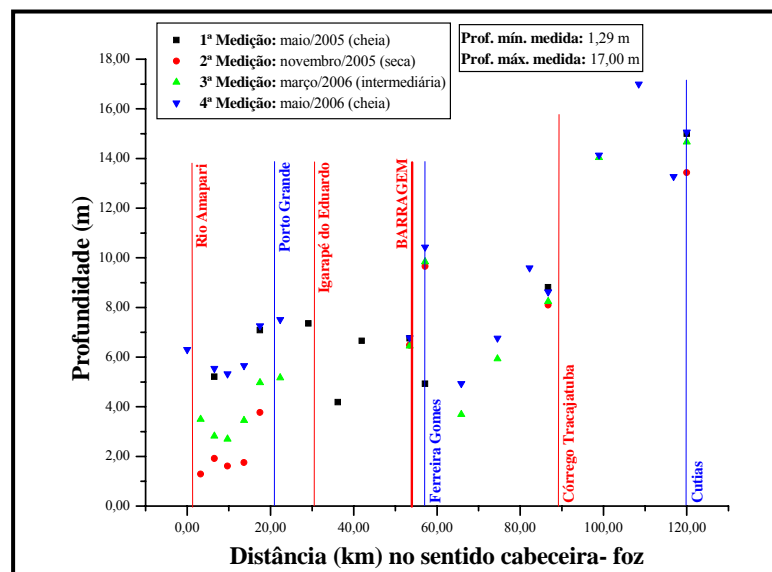 1ª Medição: maio/2005 (cheia)
2ª Medição: novembro/2005 (seca)
3ª Medição: março/2006 (intermediária)
4ª Medição: maio/2006 (cheia)
Prof. mín. medida: 1,29 m
Prof. máx. medida: 17,00 m
Profundidade (m)
18,00
16,00
14,00
12,00
10,00
8,00
6,00
4,00
2,00
0,00
Rio Amapari
Porto Grande
Igarapé do Eduardo
BARRAGEM
Ferreira Gomes
Córrego Tracajatuba
Cutias
0,00 20,00 40,00 60,00 80,00 100,00 120,00
Distância (km) no sentido cabeceira- foz